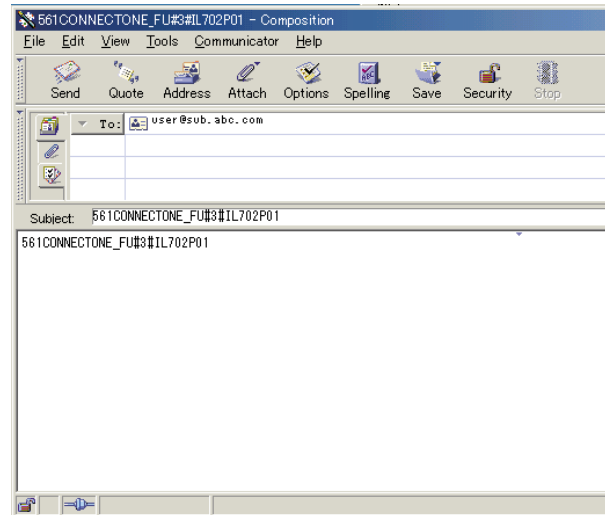 561CONNECTONE_FU#3#IL702P01 - Composition
File Edit View Tools Communicator Help
Send Quote Address Attach Options Spelling Save Security Stop
To: user@sub.abc.com
Subject: 561CONNECTONE_FU#3#IL702P01
561CONNECTONE_FU#3#IL702P01